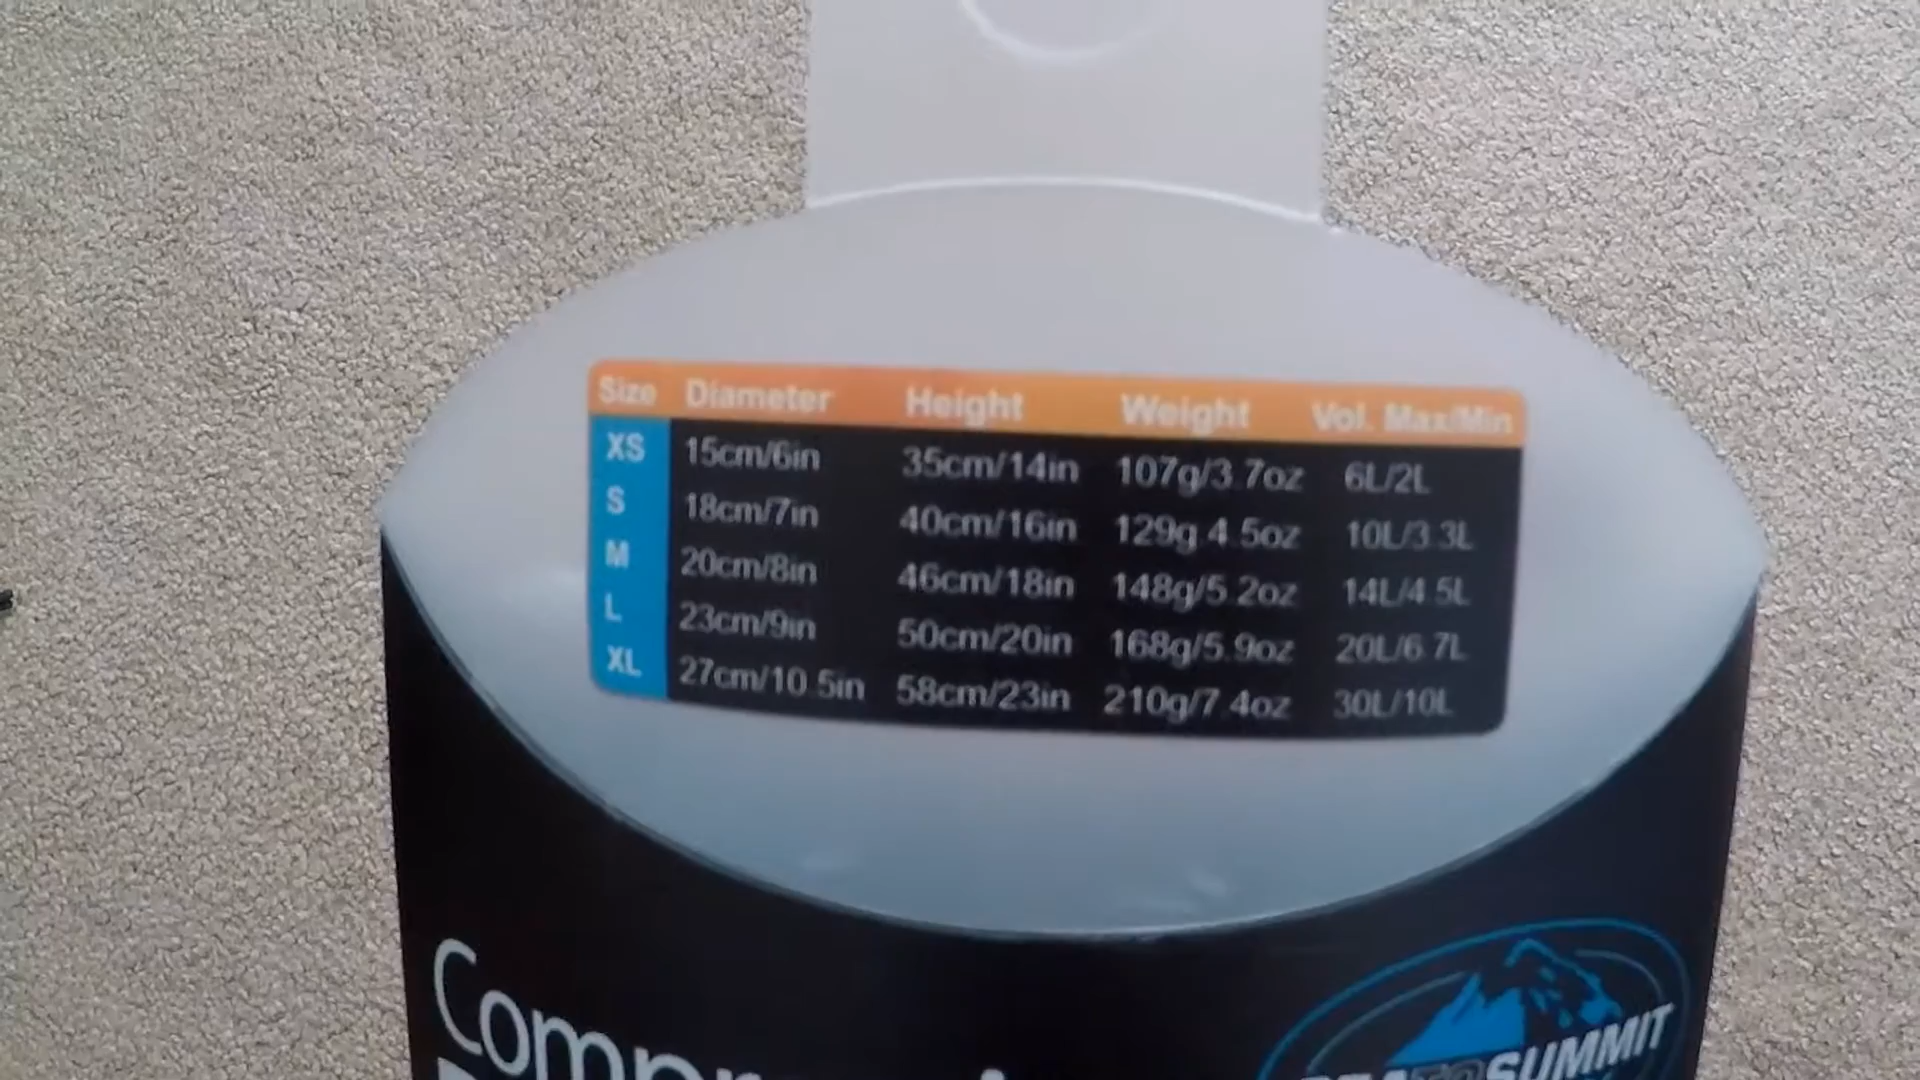 Size Diameter Height Weight Vol. Max/Min
XS 15cm/6in 35cm/14in 107g/3.7oz 6L/2L
S 18cm/7in 40cm/16in 129g 4.5oz 10L/3.3L
M 20cm/8in 46cm/18in 148g/5.2oz 14L/4.5L
L 23cm/9in 50cm/20in 168g/5.9oz 20L/6.7L
XL 27cm/10.5in 58cm/23in 210g/7.4oz 30L/10L
SUMMIT